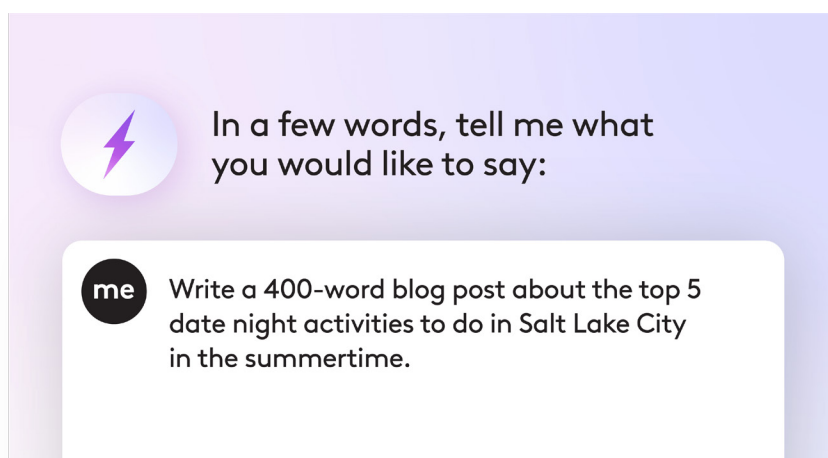 In a few words, tell me what
you would like to say:
me
Write a 400-word blog post about the top 5
date night activities to do in Salt Lake City
in the summertime.